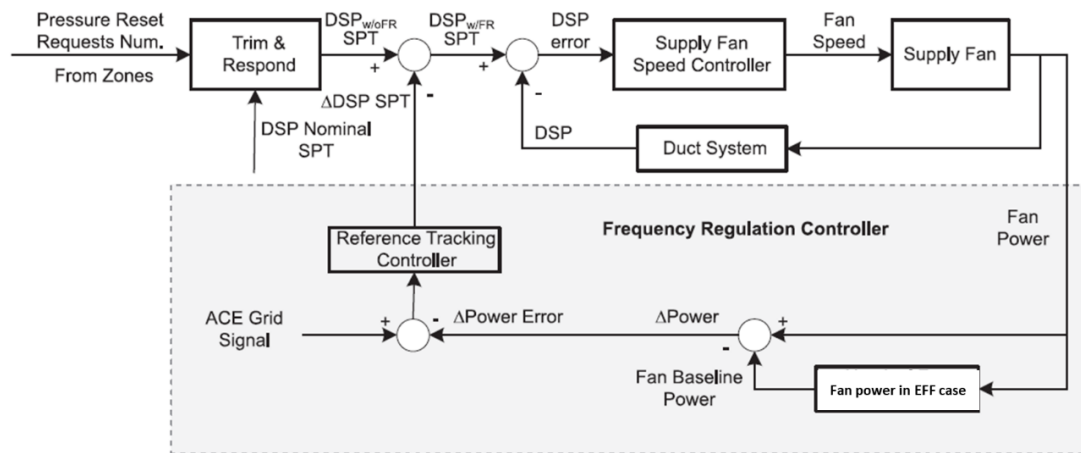 Pressure Reset
Requests Num.
From Zones
Trim &
Respond
DSP Nominal
SPT
DSPw/oFR
SPT
+
-
ΔDSP SPT
DSPw/FR
SPT
+
-
DSP
error
Supply Fan
Speed Controller
Fan
Speed
Supply Fan
DSP
Duct System
Frequency Regulation Controller
Fan
Power
Reference Tracking
Controller
ACE Grid
Signal
+
-
ΔPower Error
ΔPower
+
-
Fan Baseline
Power
Fan power in EFF case